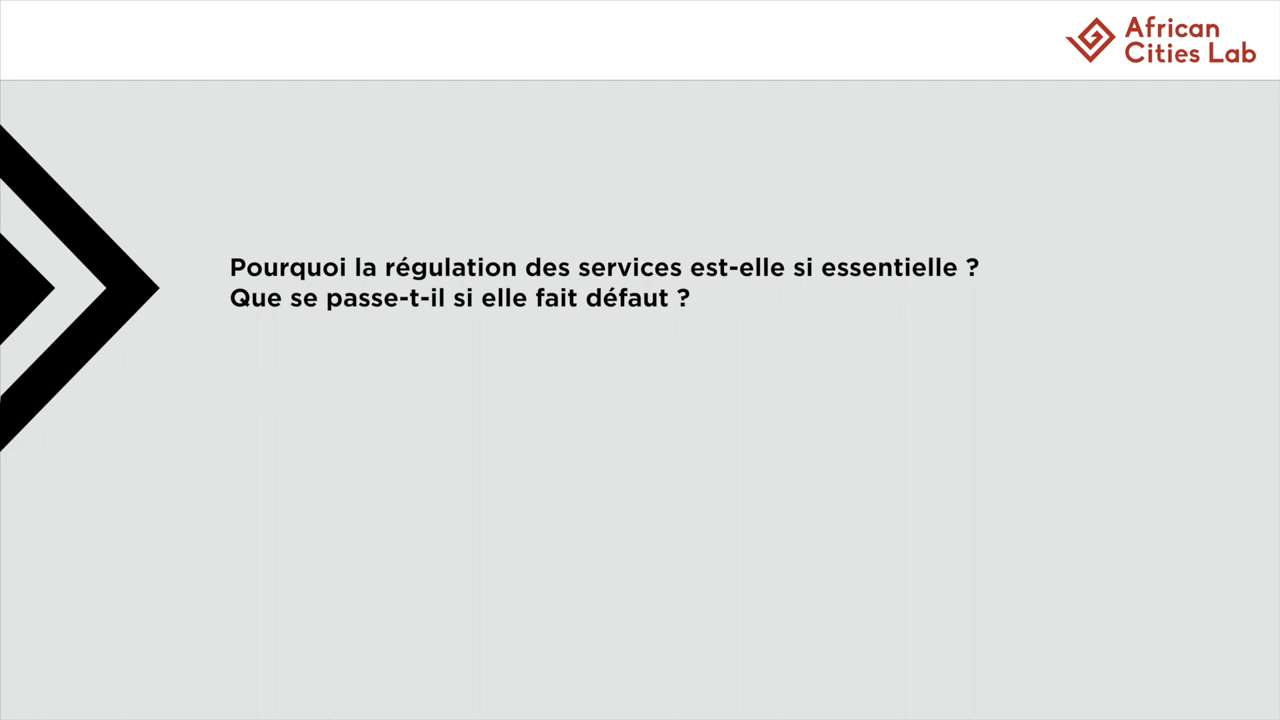 African
Cities Lab
Pourquoi la régulation des services est-elle si essentielle ?
Que se passe-t-il si elle fait défaut ?